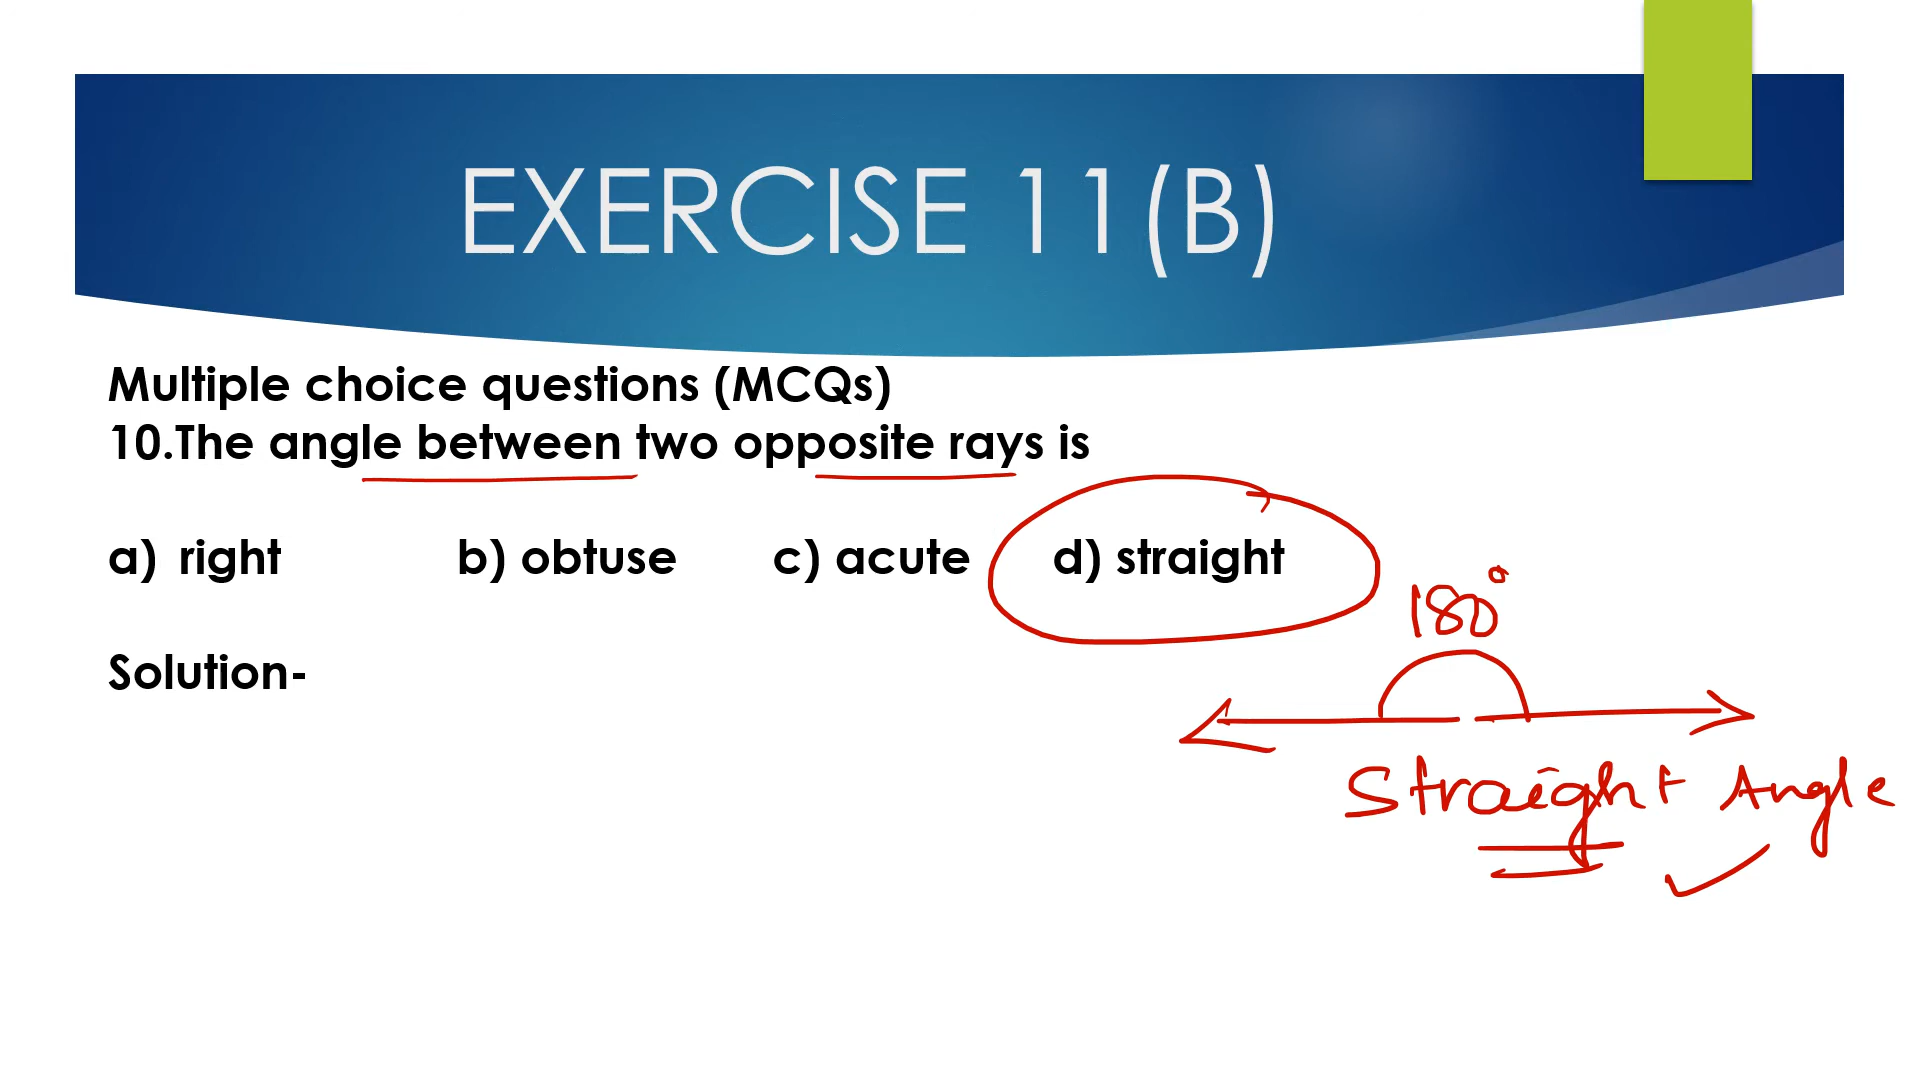 EXERCISE 11(B)
Multiple choice questions (MCQs)
10.The angle between two opposite rays is
a) right b) obtuse c) acute d) straight
180°
Solution-
Straight Angle